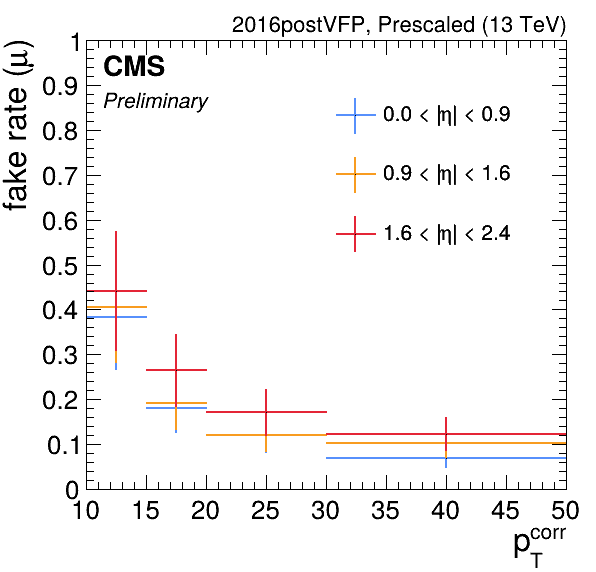 2016postVFP, Prescaled (13 TeV)
CMS
Preliminary
fake rate (μ)
0.0 < |η| < 0.9
0.9 < |η| < 1.6
1.6 < |η| < 2.4
1
0.9
0.8
0.7
0.6
0.5
0.4
0.3
0.2
0.1
0
10 15 20 25 30 35 40 45 50
p_T^corr